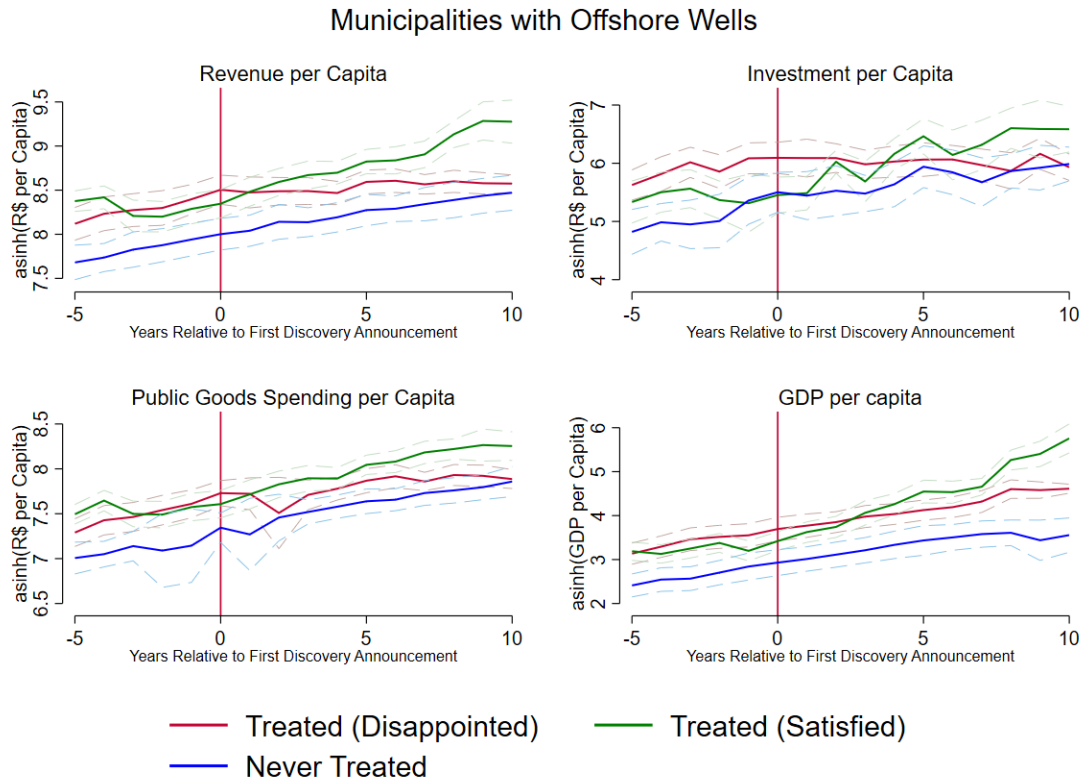 Municipalities with Offshore Wells
Revenue per Capita
asinh(R$ per Capita)
9.5
9
8.5
8
7.5
-5 0 5 10
Years Relative to First Discovery Announcement
Investment per Capita
asinh(R$ per Capita)
7
6
5
4
-5 0 5 10
Years Relative to First Discovery Announcement
Public Goods Spending per Capita
asinh(R$ per Capita)
8.5
8
7.5
7
6.5
-5 0 5 10
Years Relative to First Discovery Announcement
GDP per capita
asinh(GDP per Capita)
6
5
4
3
2
-5 0 5 10
Years Relative to First Discovery Announcement
Treated (Disappointed)
Treated (Satisfied)
Never Treated